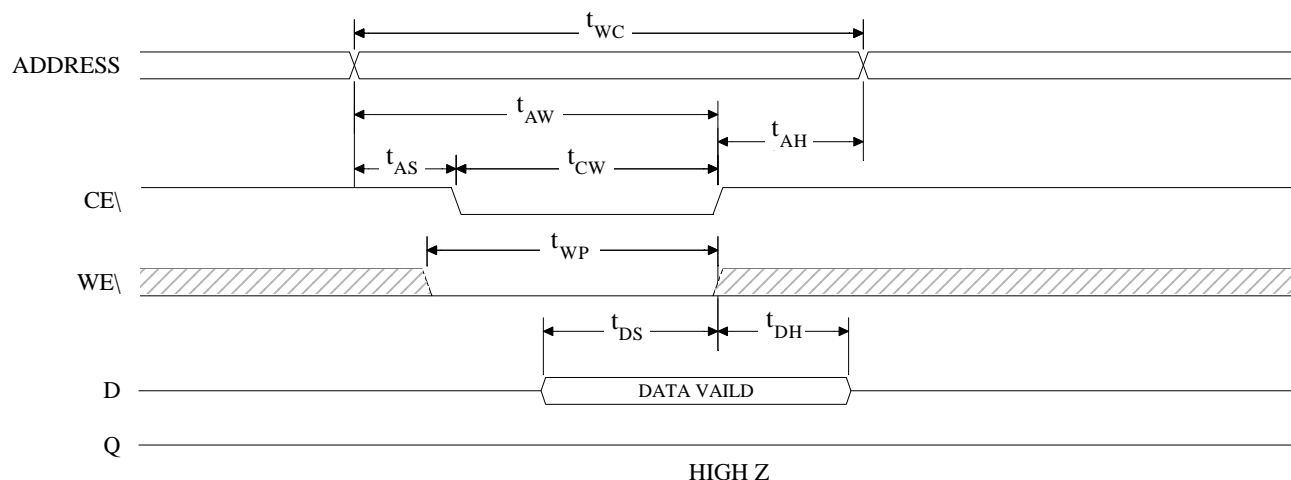 tWC
ADDRESS
tAW
tAH
tAS
tCW
CE\
tWP
WE\
tDS
tDH
D
DATA VAILD
Q
HIGH Z